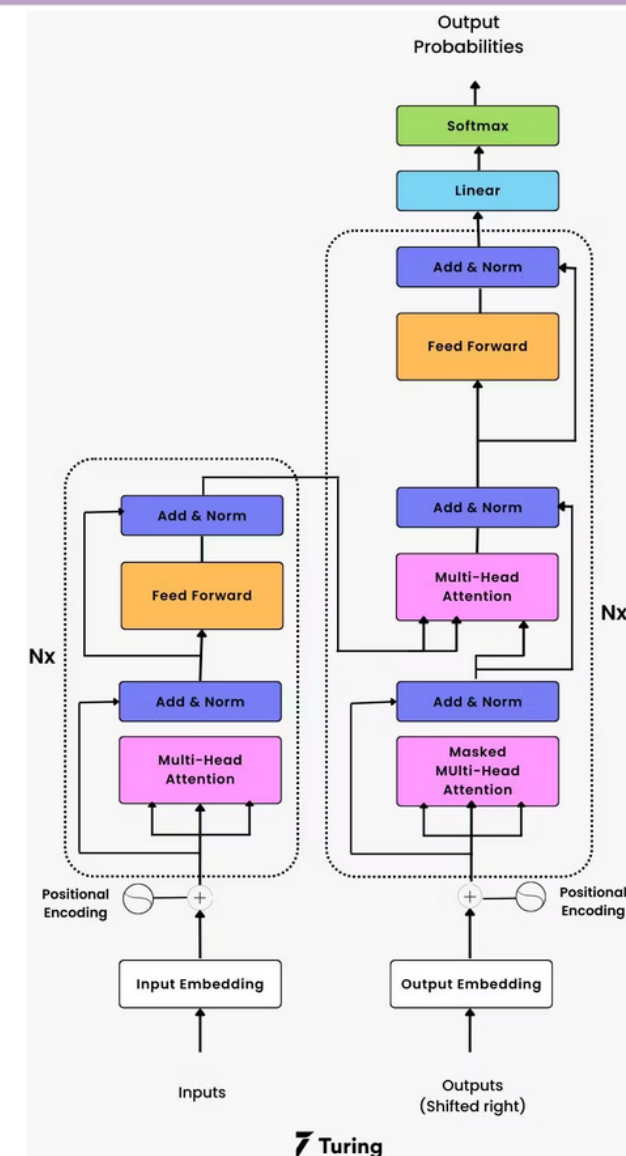 Output
Probabilities
Softmax
Linear
Add & Norm
Feed Forward
Add & Norm
Multi-Head
Attention
Nx
Add & Norm
Masked
MUlti-Head
Attention
Positional
Encoding
Output Embedding
Outputs
(Shifted right)
Add & Norm
Feed Forward
Nx
Add & Norm
Multi-Head
Attention
Positional
Encoding
Input Embedding
Inputs
Turing